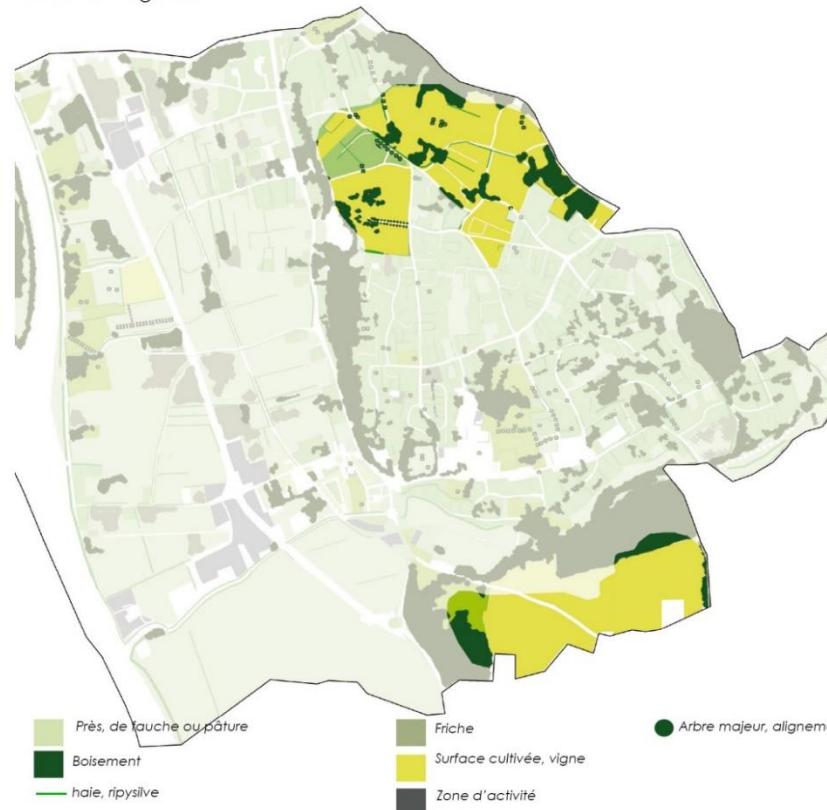 Près, de fauche ou pâture
Boisement
haie, ripysilve
Friche
Surface cultivée, vigne
Zone d'activité
Arbre majeur, alignem